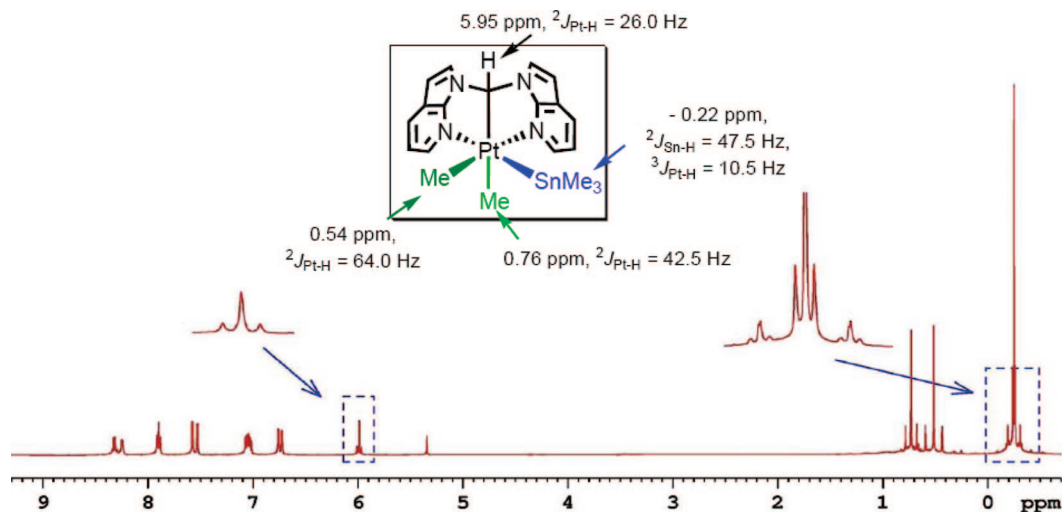 5.95 ppm, ²J_Pt-H = 26.0 Hz
H
N N
N N
Pt
Me SnMe₃
Me
- 0.22 ppm,
²J_Sn-H = 47.5 Hz,
³J_Pt-H = 10.5 Hz
0.54 ppm,
²J_Pt-H = 64.0 Hz
0.76 ppm, ²J_Pt-H = 42.5 Hz
9 8 7 6 5 4 3 2 1 0 ppm